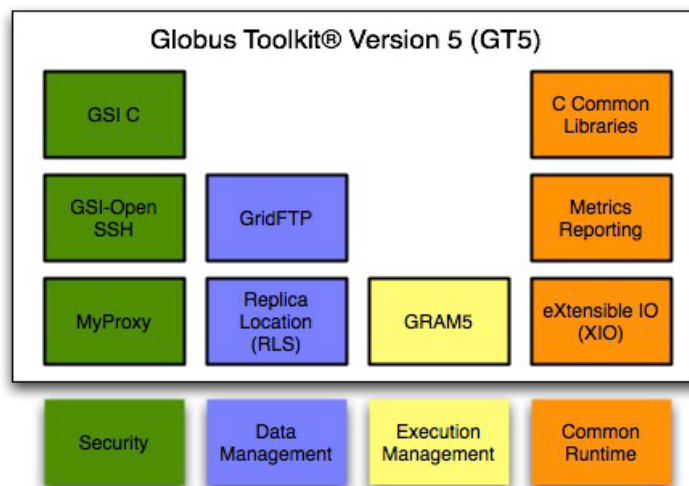 Globus Toolkit® Version 5 (GT5)
GSI C
C Common
Libraries
GSI-Open
SSH
GridFTP
Metrics
Reporting
MyProxy
Replica
Location
(RLS)
GRAM5
eXtensible IO
(XIO)
Security
Data
Management
Execution
Management
Common
Runtime